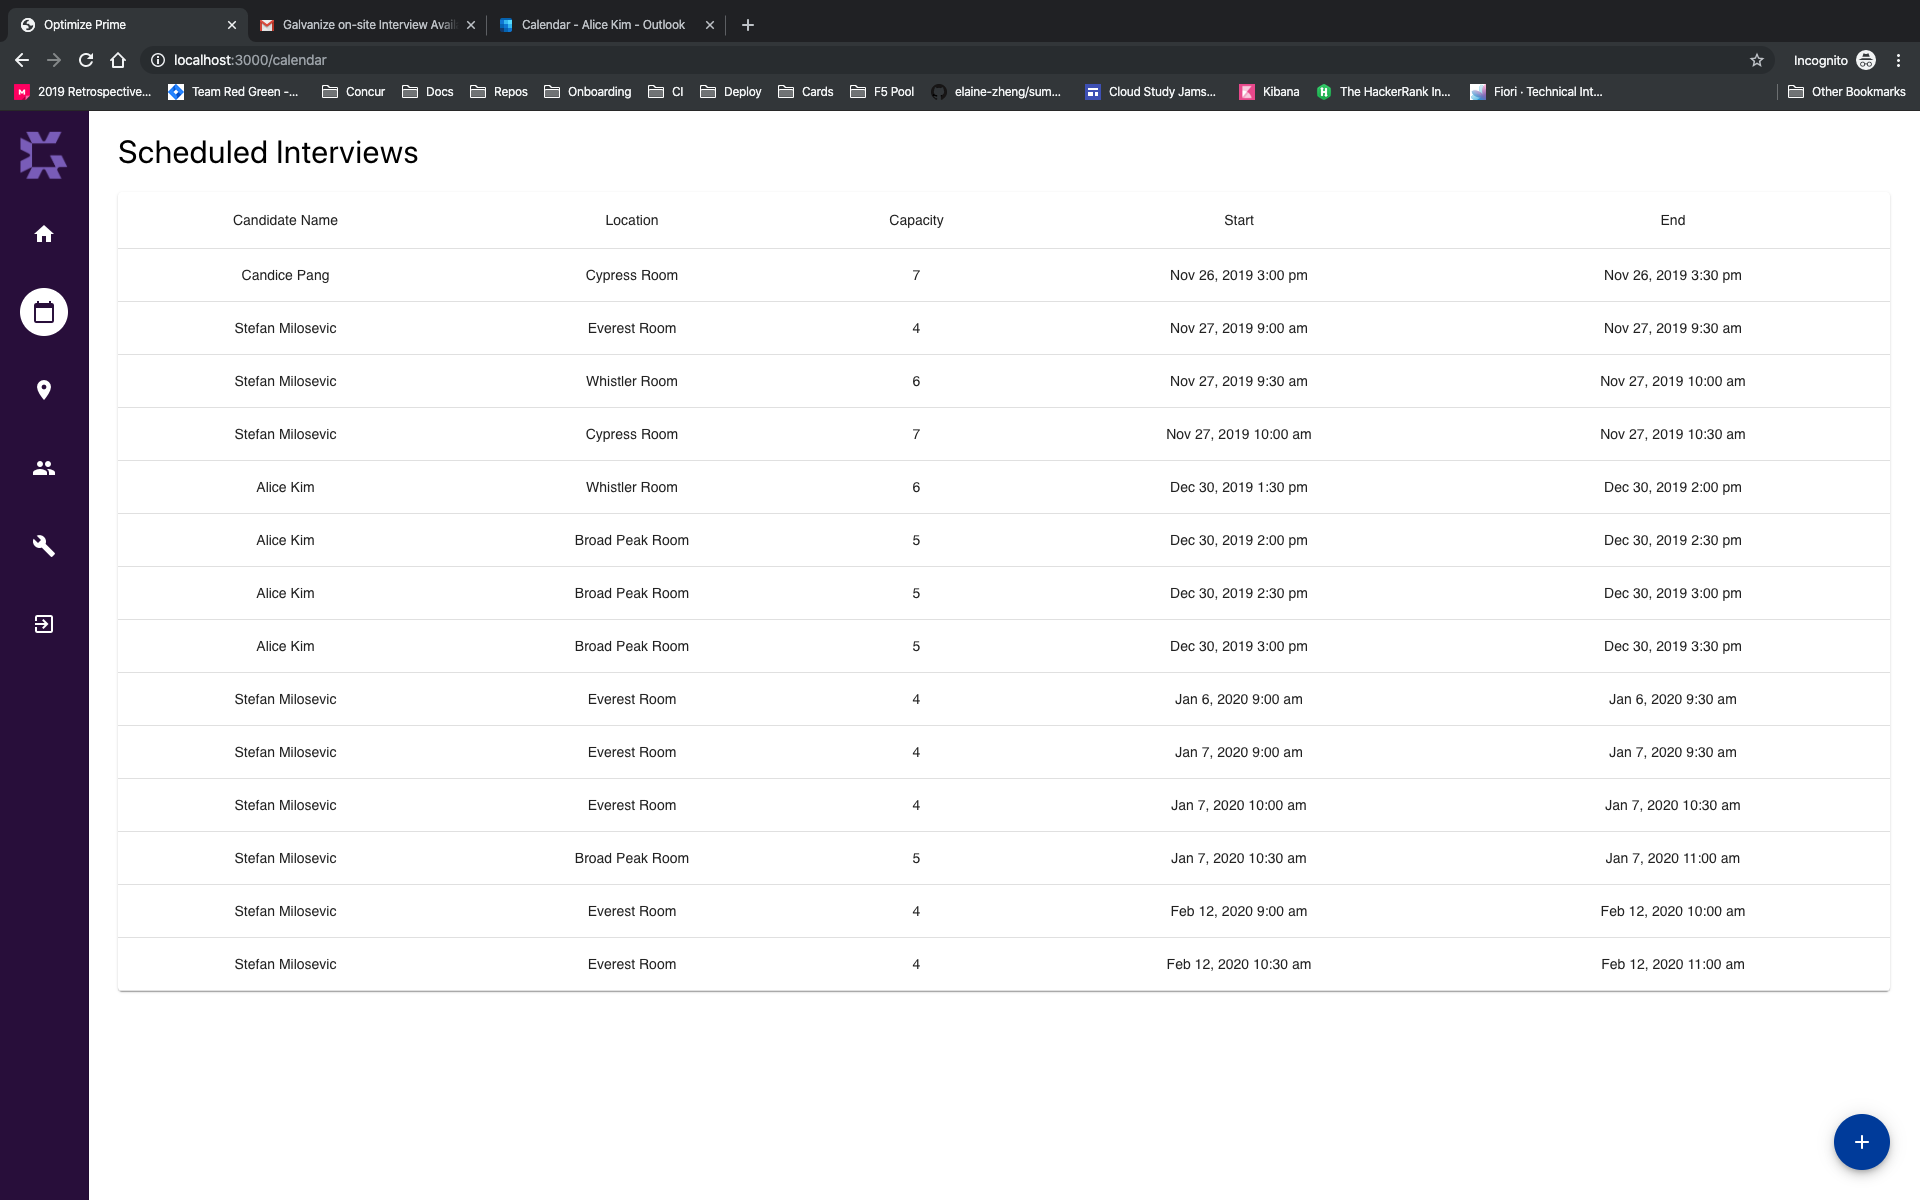 Optimize Prime
Galvanize on-site Interview Avail
Calendar - Alice Kim - Outlook
localhost:3000/calendar
Incognito
2019 Retrospective...
Team Red Green -...
Concur
Docs
Repos
Onboarding
CI
Deploy
Cards
F5 Pool
elaine-zheng/sum...
Cloud Study Jams...
Kibana
The HackerRank In...
Fiori · Technical Int...
Other Bookmarks
Scheduled Interviews
Candidate Name Location Capacity Start End
Candice Pang Cypress Room 7 Nov 26, 2019 3:00 pm Nov 26, 2019 3:30 pm
Stefan Milosevic Everest Room 4 Nov 27, 2019 9:00 am Nov 27, 2019 9:30 am
Stefan Milosevic Whistler Room 6 Nov 27, 2019 9:30 am Nov 27, 2019 10:00 am
Stefan Milosevic Cypress Room 7 Nov 27, 2019 10:00 am Nov 27, 2019 10:30 am
Alice Kim Whistler Room 6 Dec 30, 2019 1:30 pm Dec 30, 2019 2:00 pm
Alice Kim Broad Peak Room 5 Dec 30, 2019 2:00 pm Dec 30, 2019 2:30 pm
Alice Kim Broad Peak Room 5 Dec 30, 2019 2:30 pm Dec 30, 2019 3:00 pm
Alice Kim Broad Peak Room 5 Dec 30, 2019 3:00 pm Dec 30, 2019 3:30 pm
Stefan Milosevic Everest Room 4 Jan 6, 2020 9:00 am Jan 6, 2020 9:30 am
Stefan Milosevic Everest Room 4 Jan 7, 2020 9:00 am Jan 7, 2020 9:30 am
Stefan Milosevic Everest Room 4 Jan 7, 2020 10:00 am Jan 7, 2020 10:30 am
Stefan Milosevic Broad Peak Room 5 Jan 7, 2020 10:30 am Jan 7, 2020 11:00 am
Stefan Milosevic Everest Room 4 Feb 12, 2020 9:00 am Feb 12, 2020 10:00 am
Stefan Milosevic Everest Room 4 Feb 12, 2020 10:30 am Feb 12, 2020 11:00 am